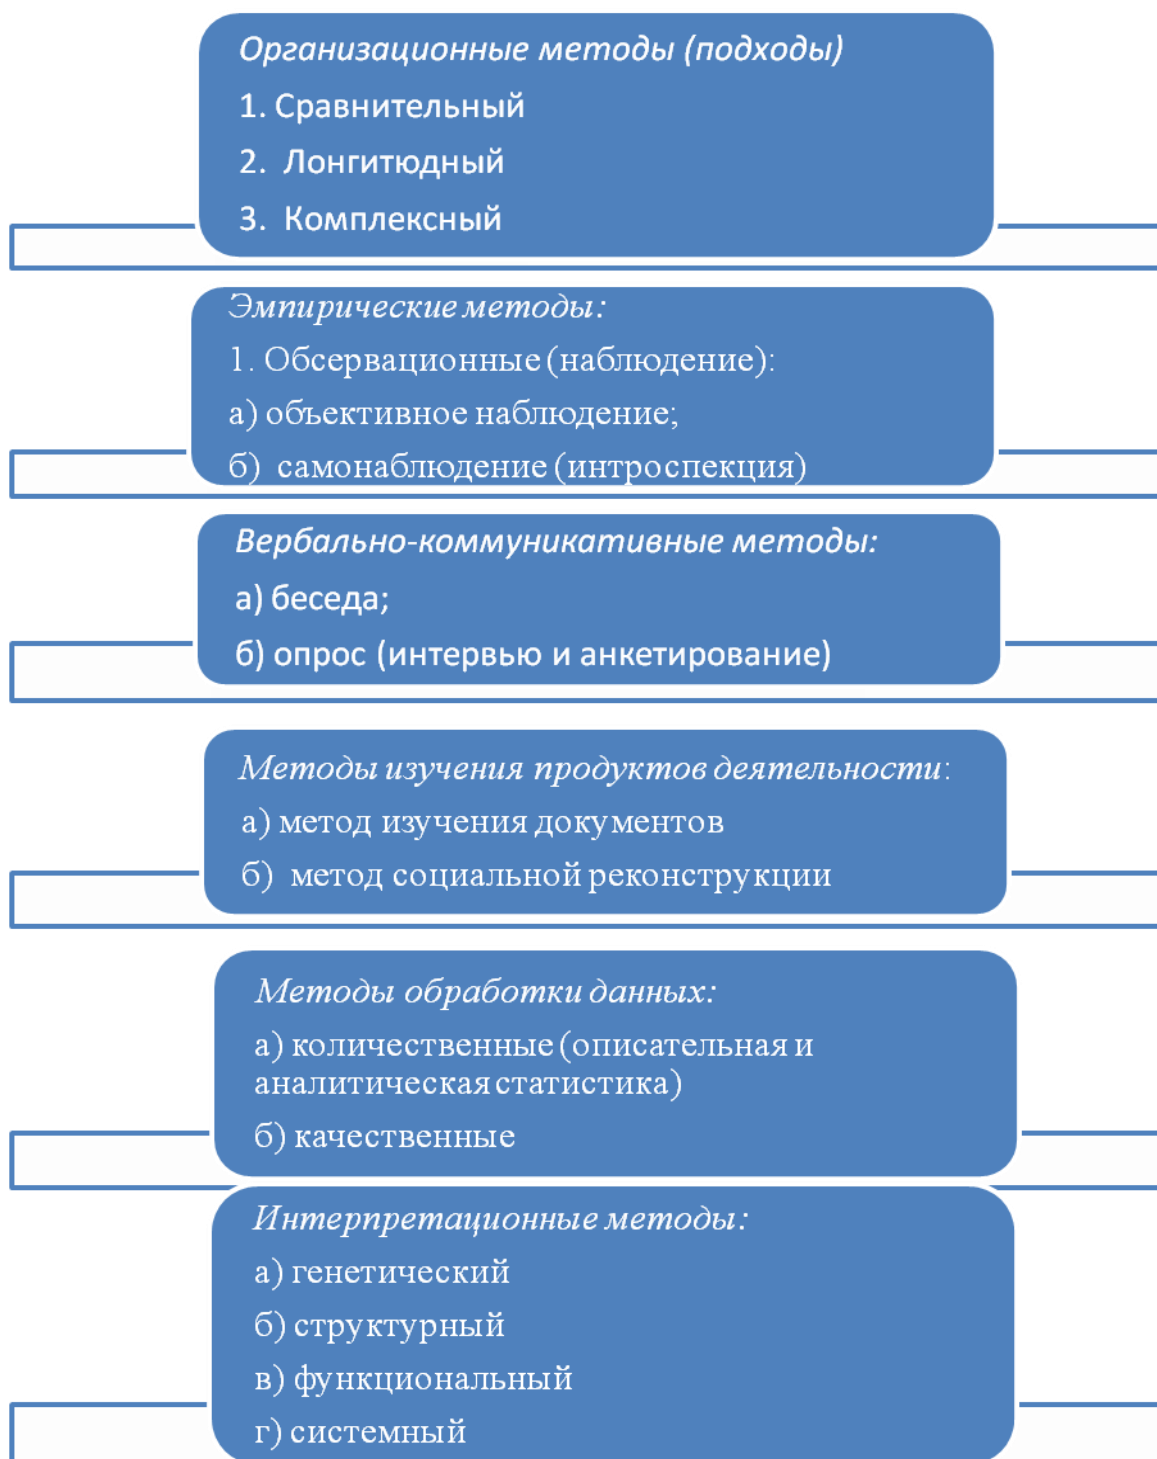 Организационные методы (подходы)
1. Сравнительный
2. Лонгитюдный
3. Комплексный
Эмпирические методы:
1. Обсервационные (наблюдение):
а) объективное наблюдение;
б) самонаблюдение (интроспекция)
Вербально-коммуникативные методы:
а) беседа;
б) опрос (интервью и анкетирование)
Методы изучения продуктов деятельности:
а) метод изучения документов
б) метод социальной реконструкции
Методы обработки данных:
а) количественные (описательная и
аналитическая статистика)
б) качественные
Интерпретационные методы:
а) генетический
б) структурный
в) функциональный
г) системный